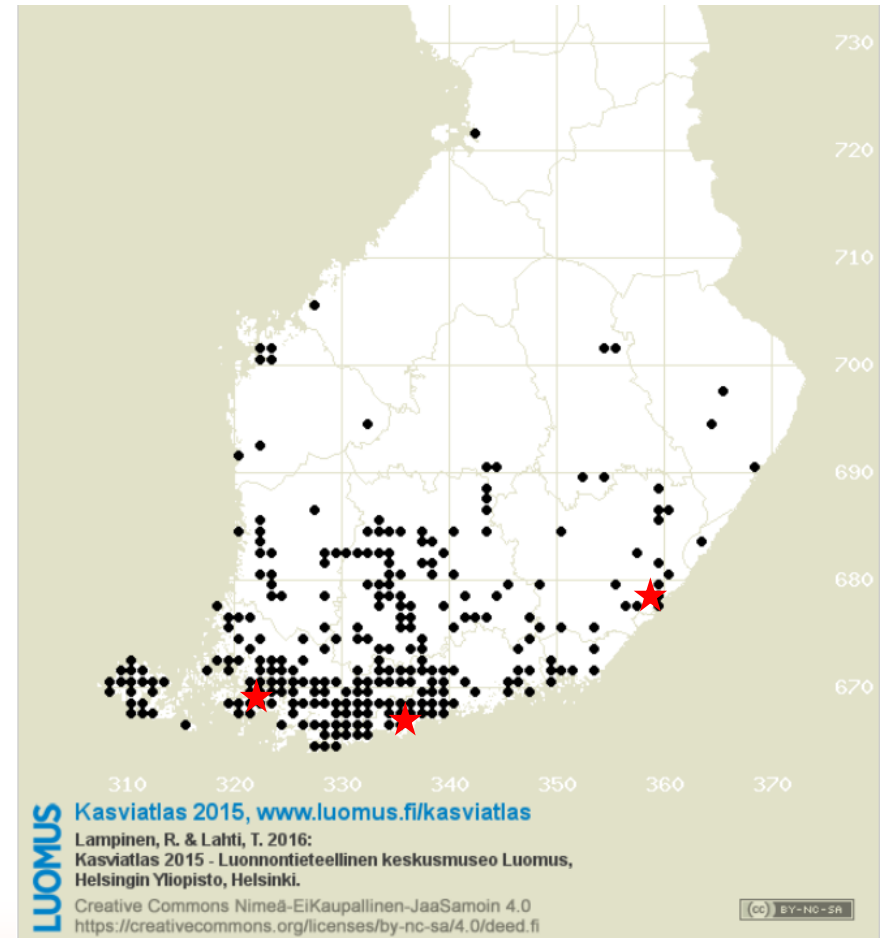 730
720
710
700
690
680
670
310 320 330 340 350 360 370
LUOMUS
Kasviatlas 2015, www.luomus.fi/kasviatlas
Lampinen, R. & Lahti, T. 2016:
Kasviatlas 2015 - Luonnontieteellinen keskusmuseo Luomus,
Helsingin Yliopisto, Helsinki.
Creative Commons Nimeä-EiKaupallinen-JaaSamoin 4.0
https://creativecommons.org/licenses/by-nc-sa/4.0/deed.fi
(cc) BY-NC-SA